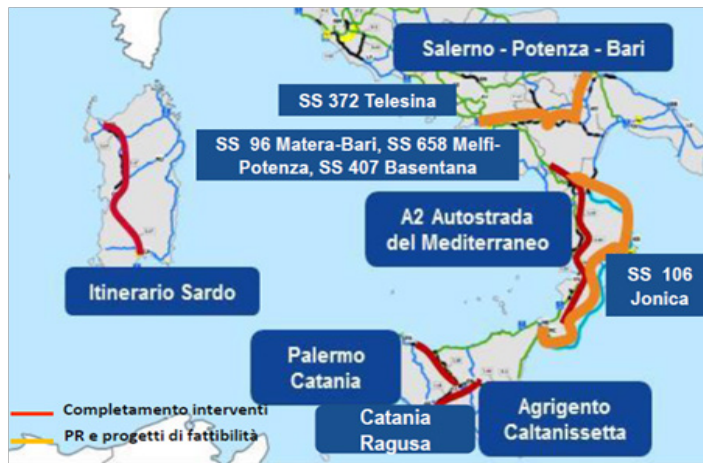 Salerno - Potenza - Bari
SS 372 Telesina
SS 96 Matera-Bari, SS 658 Melfi-
Potenza, SS 407 Basentana
A2 Autostrada
del Mediterraneo
SS 106
Jonica
Itinerario Sardo
Palermo
Catania
Agrigento
Caltanissetta
Catania
Ragusa
Completamento interventi
PR e progetti di fattibilità